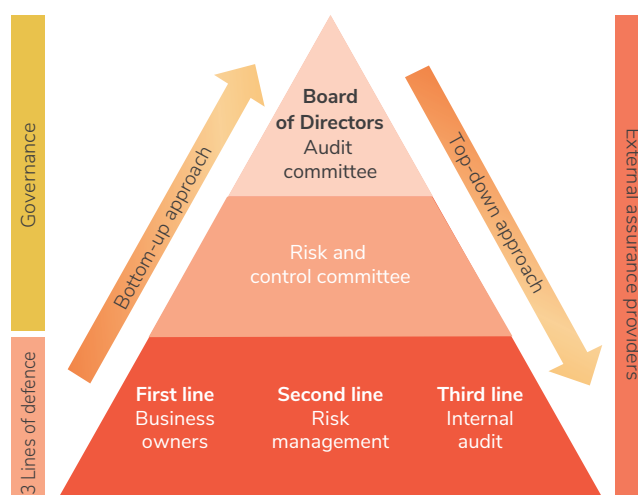 Board
of Directors
Audit
committee
Governance
Bottom-up approach
Top-down approach
External assurance providers
Risk and
control committee
3 Lines of defence
First line
Business
owners
Second line
Risk
management
Third line
Internal
audit